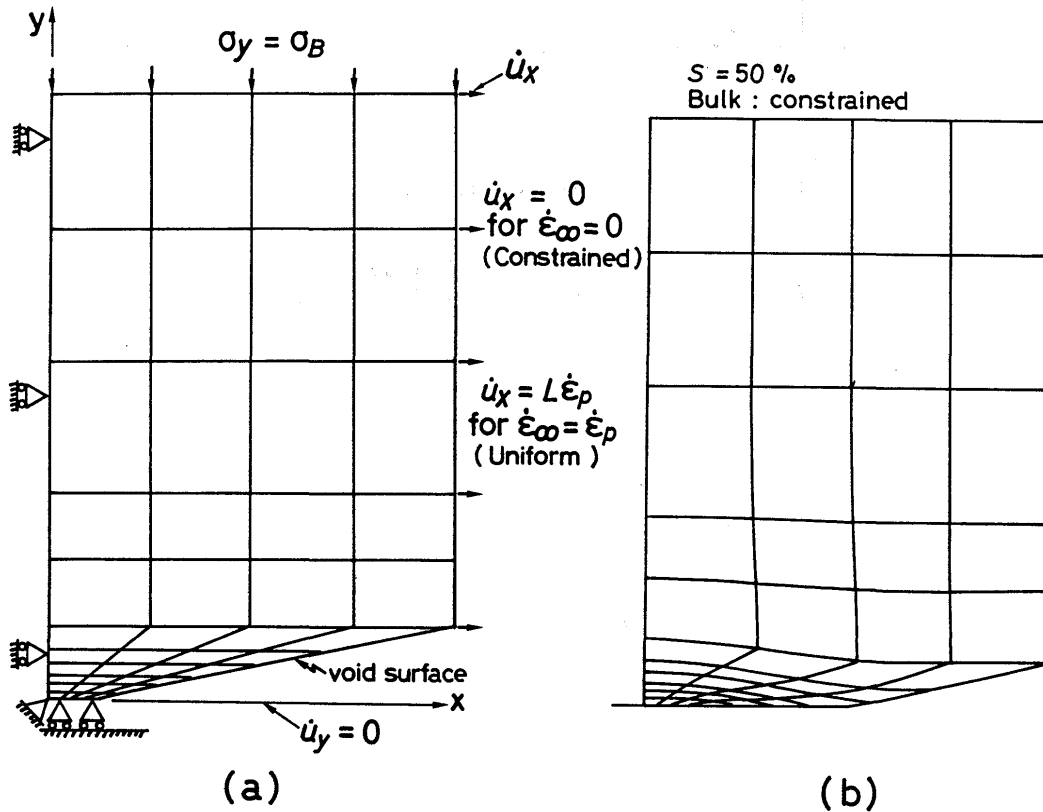 y
σy = σB
u̇x
u̇x = 0
for ε̇∞ = 0
(Constrained)
u̇x = Lε̇p
for ε̇∞ = ε̇p
(Uniform)
void surface
x
u̇y = 0
(a)
S = 50 %
Bulk : constrained
(b)